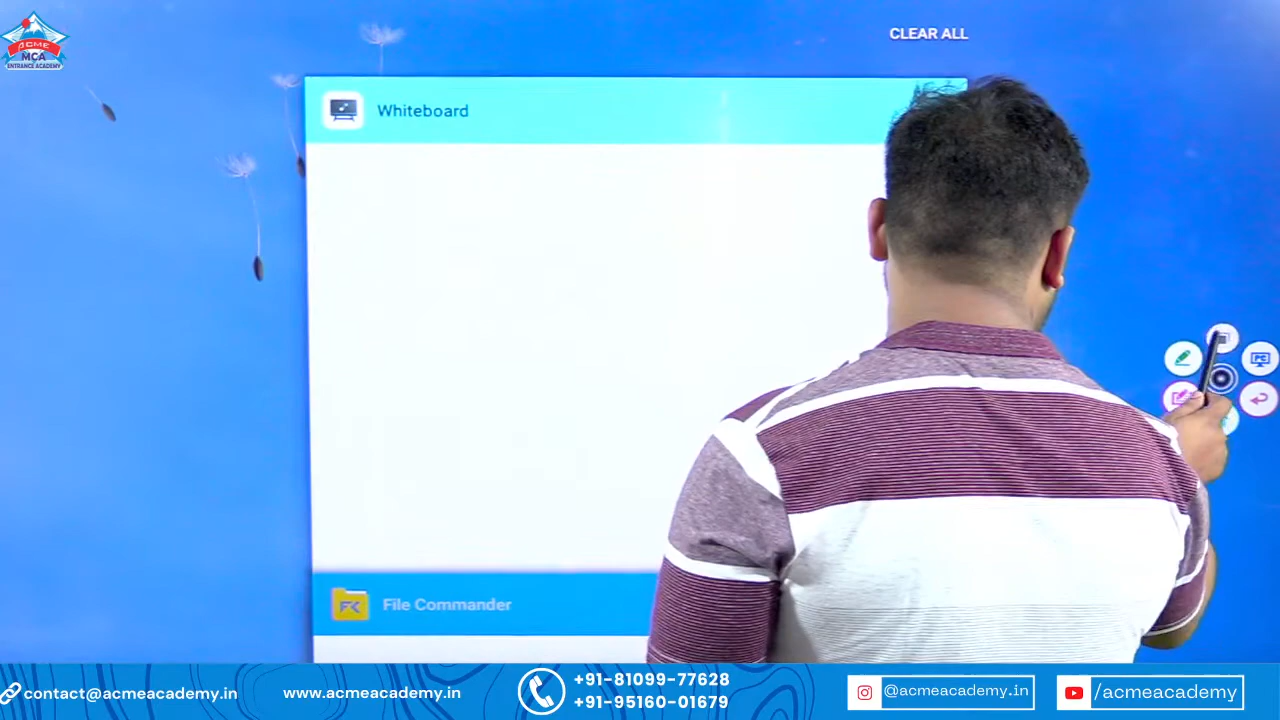 ACME
MCA
ENTRANCE ACADEMY
CLEAR ALL
Whiteboard
PC
File Commander
contact@acmeacademy.in
www.acmeacademy.in
+91-81099-77628
+91-95160-01679
@acmeacademy.in
/acmeacademy